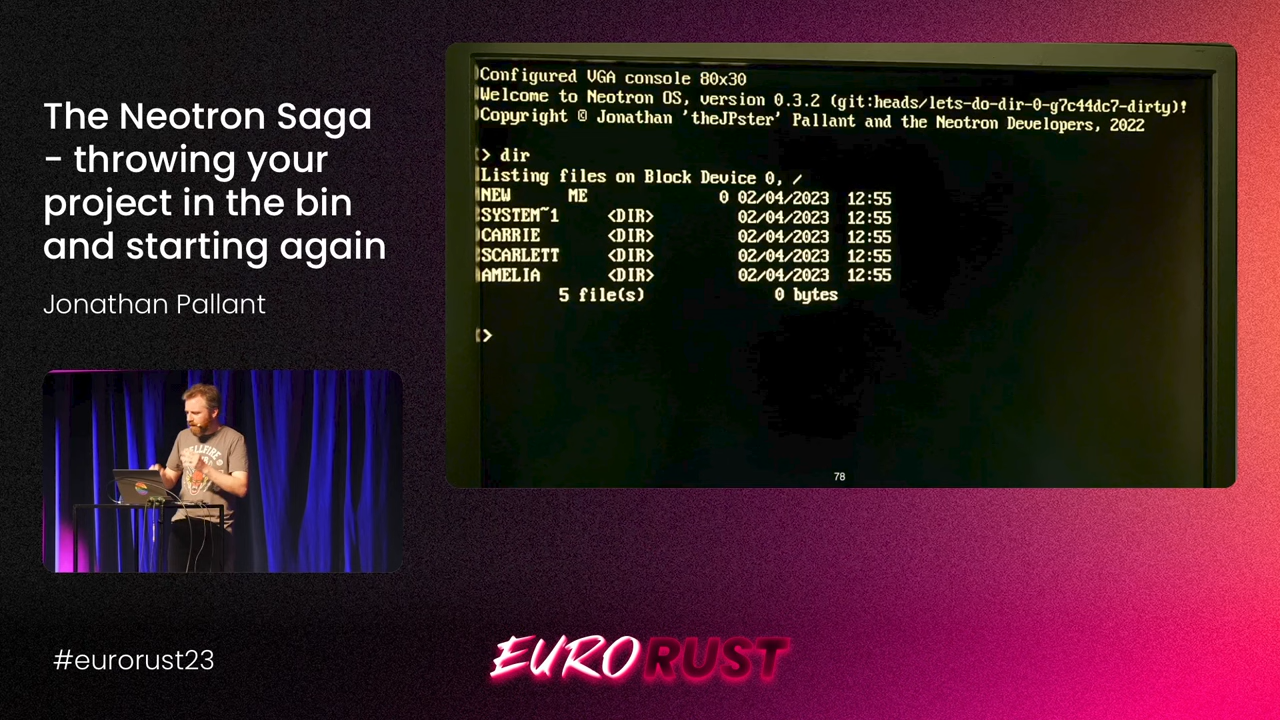 The Neotron Saga
- throwing your
project in the bin
and starting again
Jonathan Pallant
Configured VGA console 80x30
Welcome to Neotron OS, version 0.3.2 (git:heads/lets-do-dir-0-g7c44dc7-dirty)!
Copyright © Jonathan 'theJPster' Pallant and the Neotron Developers, 2022
> dir
Listing files on Block Device 0, /
NEW ME 0 02/04/2023 12:55
SYSTEM~1 <DIR> 02/04/2023 12:55
CARRIE <DIR> 02/04/2023 12:55
SCARLETT <DIR> 02/04/2023 12:55
AMELIA <DIR> 02/04/2023 12:55
5 file(s) 0 bytes
>
78
#eurorust23
EURORUST